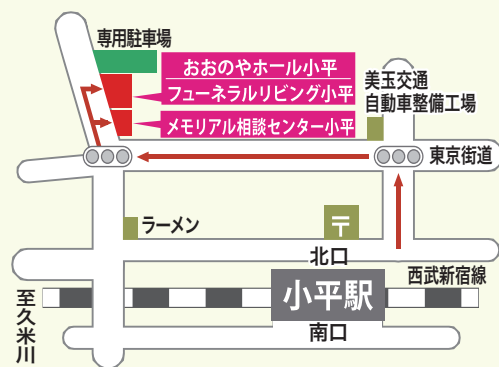 専用駐車場
おおのやホール小平
フューネラルリビング小平
メモリアル相談センター小平
美玉交通
自動車整備工場
東京街道
ラーメン
〒
北口
西武新宿線
小平駅
至久米川
南口